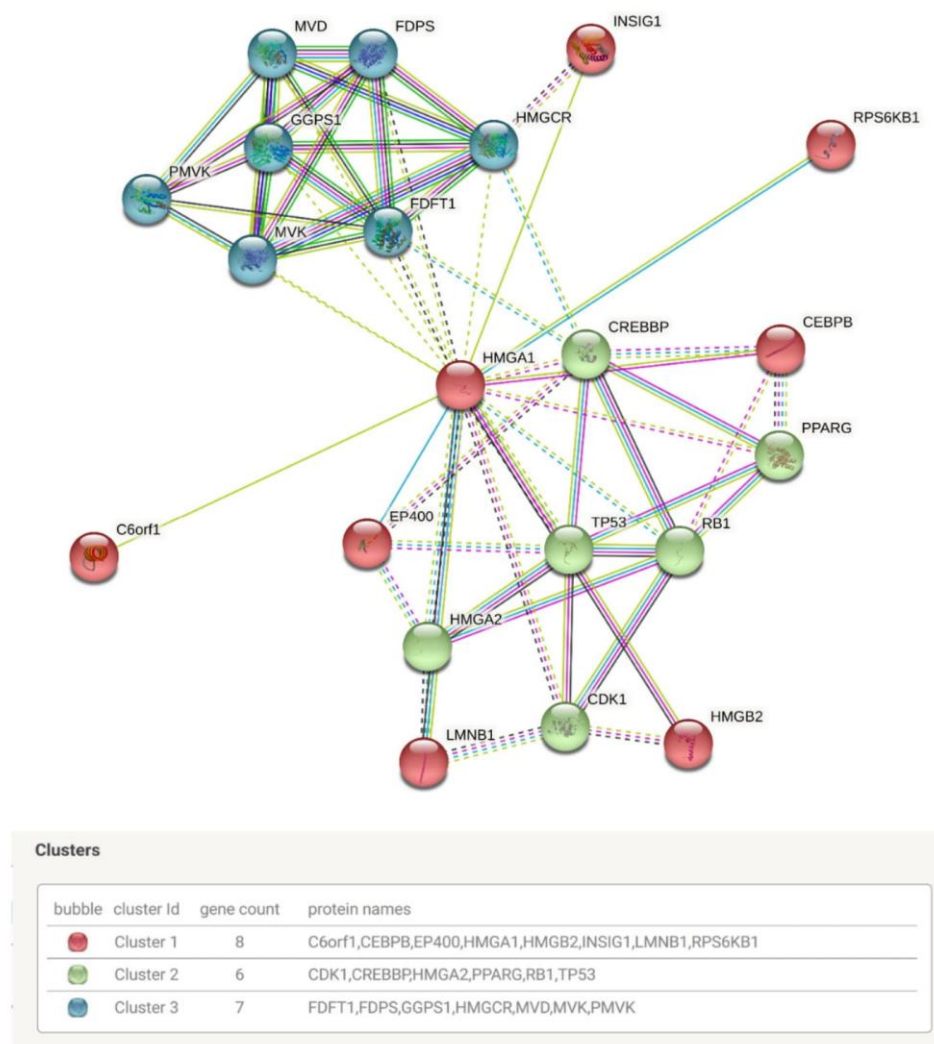 MVD
FDPS
INSIG1
GGPS1
HMGCR
RPS6KB1
PMVK
FDFT1
MVK
CREBBP
CEBPB
HMGA1
PPARG
EP400
TP53
RB1
C6orf1
HMGA2
CDK1
LMNB1
HMGB2
Clusters
bubble cluster Id gene count protein names
Cluster 1 8 C6orf1,CEBPB,EP400,HMGA1,HMGB2,INSIG1,LMNB1,RPS6KB1
Cluster 2 6 CDK1,CREBBP,HMGA2,PPARG,RB1,TP53
Cluster 3 7 FDFT1,FDPS,GGPS1,HMGCR,MVD,MVK,PMVK